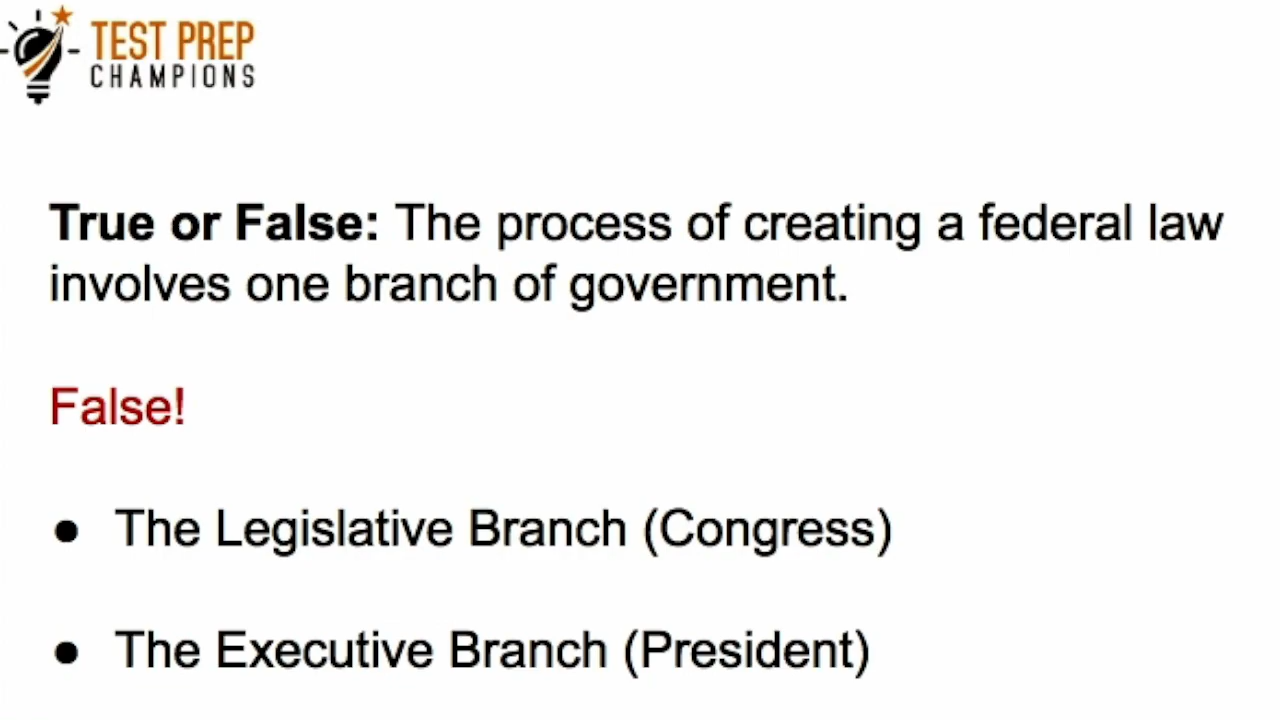 TEST PREP
CHAMPIONS
True or False: The process of creating a federal law
involves one branch of government.
False!
● The Legislative Branch (Congress)
● The Executive Branch (President)